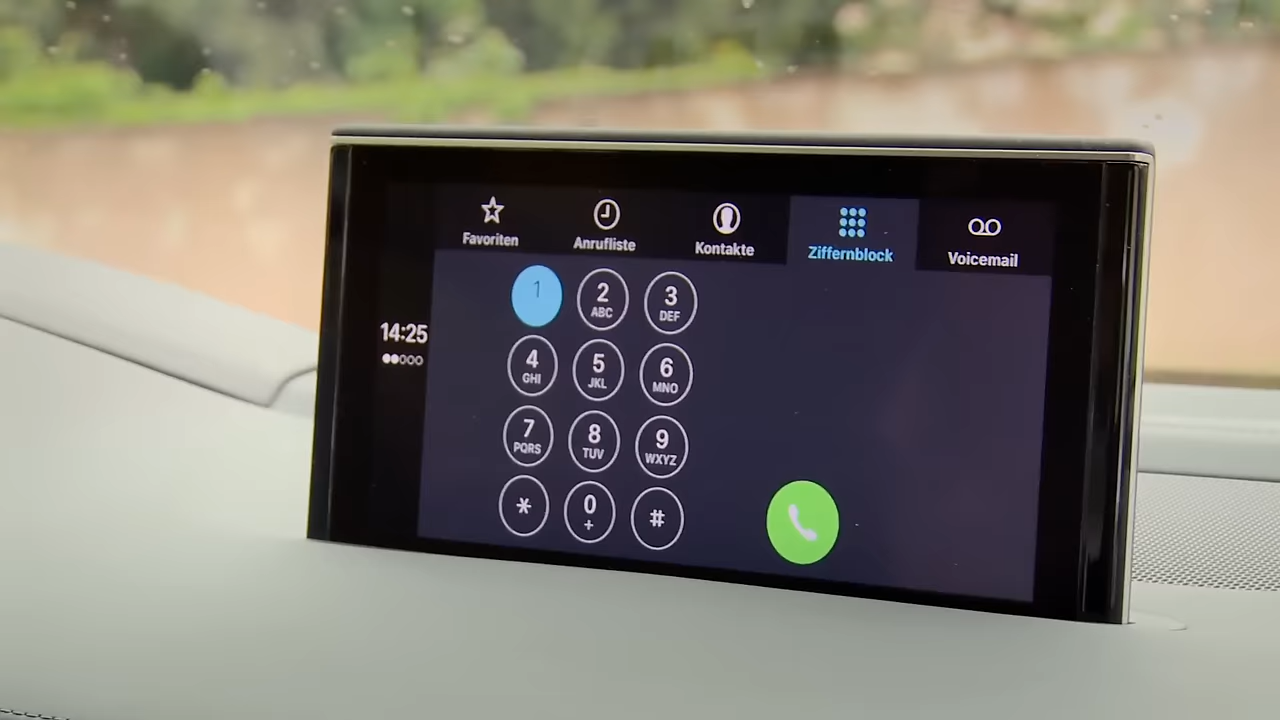 Favoriten
Anrufliste
Kontakte
Ziffernblock
Voicemail
14:25
1
2
ABC
3
DEF
4
GHI
5
JKL
6
MNO
7
PQRS
8
TUV
9
WXYZ
*
0
+
#